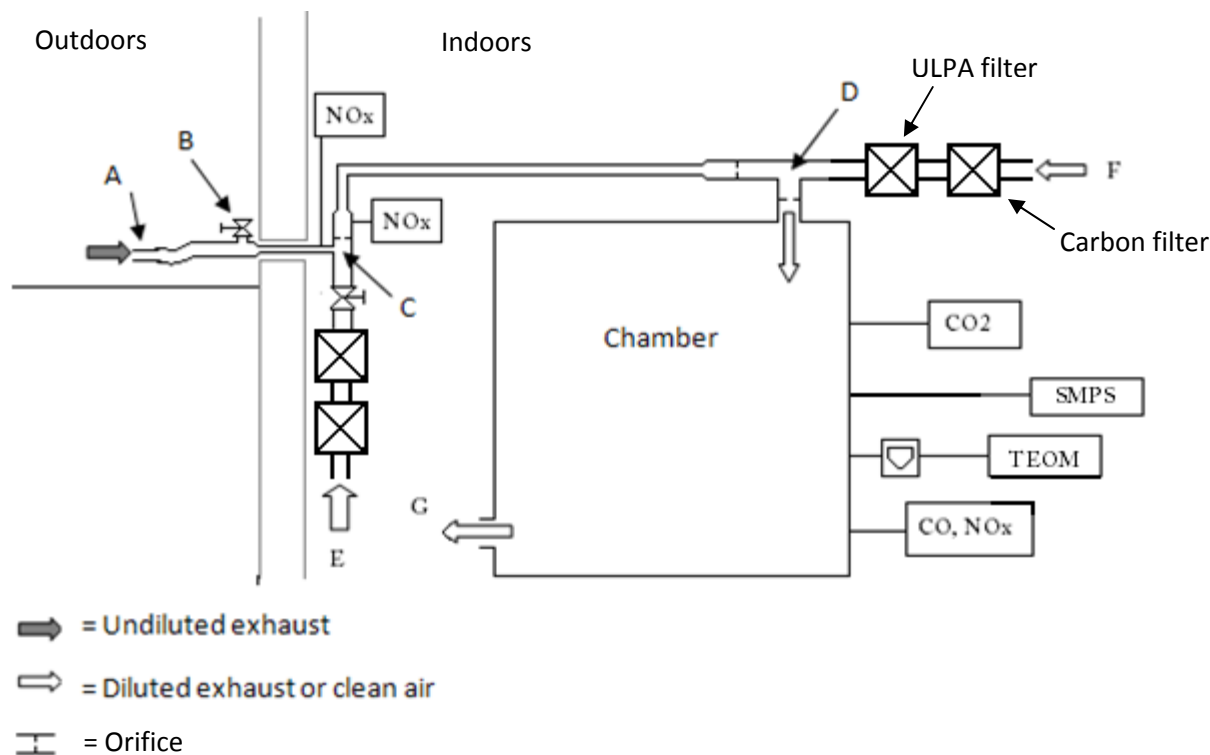 Outdoors
Indoors
ULPA filter
NOx
D
B
A
F
NOx
Carbon filter
C
CO2
Chamber
SMPS
TEOM
G
CO, NOx
E
= Undiluted exhaust
= Diluted exhaust or clean air
= Orifice